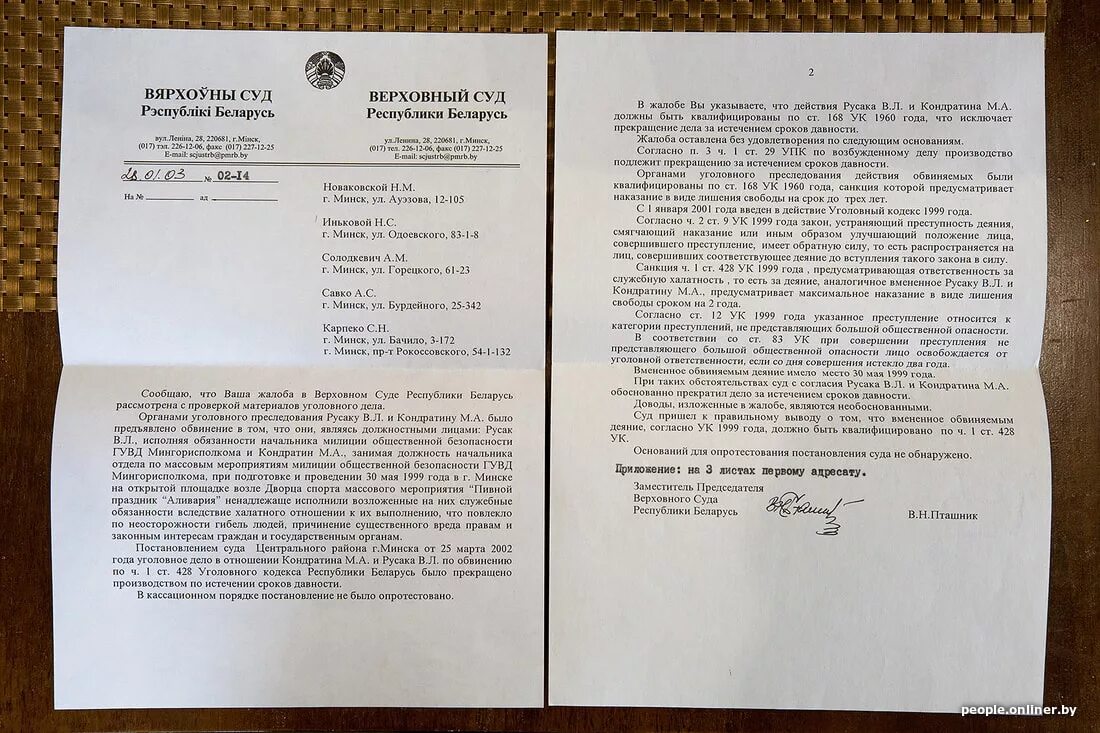 ВЯРХОЎНЫ СУД
Рэспублікі Беларусь
вул.Леніна, 28, 220681, г.Мінск,
(017) тэл. 226-12-06, факс (017) 227-12-25
E-mail: scjustrb@pmrb.by
ВЕРХОВНЫЙ СУД
Республики Беларусь
ул.Ленина, 28, 220681, г.Минск,
(017) тел. 226-12-06, факс (017) 227-12-25
E-mail: scjustrb@pmrb.by
28.01.03 № 02-14
На № ад
Новаковской Н.М.
г. Минск, ул. Ауэзова, 12-105
Иньковой Н.С.
г. Минск, ул. Одоевского, 83-1-8
Солодкевич А.М.
г. Минск, ул. Горецкого, 61-23
Савко А.С.
г. Минск, ул. Бурдейного, 25-342
Карпеко С.Н.
г. Минск, ул. Бачило, 3-172
г. Минск, пр-т Рокоссовского, 54-1-132
Сообщаю, что Ваша жалоба в Верховном Суде Республики Беларусь
рассмотрена с проверкой материалов уголовного дела.
Органами уголовного преследования Русаку В.Л. и Кондратину М.А. было
предъявлено обвинение в том, что они, являясь должностными лицами: Русак
В.Л., исполняя обязанности начальника милиции общественной безопасности
ГУВД Мингорисполкома и Кондратин М.А., занимая должность начальника
отдела по массовым мероприятиям милиции общественной безопасности ГУВД
Мингорисполкома, при подготовке и проведении 30 мая 1999 года в г. Минске
на открытой площадке возле Дворца спорта массового мероприятия "Пивной
праздник "Аливария" ненадлежаще исполнили возложенные на них служебные
обязанности вследствие халатного отношения к их выполнению, что повлекло
по неосторожности гибель людей, причинение существенного вреда правам и
законным интересам граждан и государственным органам.
Постановлением суда Центрального района г.Минска от 25 марта 2002
года уголовное дело в отношении Кондратина М.А. и Русака В.Л. по обвинению
по ч. 1 ст. 428 Уголовного кодекса Республики Беларусь было прекращено
производством по истечении сроков давности.
В кассационном порядке постановление не было опротестовано.
2
В жалобе Вы указываете, что действия Русака В.Л. и Кондратина М.А.
должны быть квалифицированы по ст. 168 УК 1960 года, что исключает
прекращение дела за истечением сроков давности.
Жалоба оставлена без удовлетворения по следующим основаниям.
Согласно п. 3 ч. 1 ст. 29 УПК по возбужденному делу производство
подлежит прекращению за истечением сроков давности.
Органами уголовного преследования действия обвиняемых были
квалифицированы по ст. 168 УК 1960 года, санкция которой предусматривает
наказание в виде лишения свободы на срок до трех лет.
С 1 января 2001 года введен в действие Уголовный кодекс 1999 года.
Согласно ч. 2 ст. 9 УК 1999 года закон, устраняющий преступность деяния,
смягчающий наказание или иным образом улучшающий положение лица,
совершившего преступление, имеет обратную силу, то есть распространяется на
лиц, совершивших соответствующее деяние до вступления такого закона в силу.
Санкция ч. 1 ст. 428 УК 1999 года , предусматривающая ответственность за
служебную халатность , то есть за деяние, аналогичное вмененное Русаку В.Л. и
Кондратину М.А., предусматривает максимальное наказание в виде лишения
свободы сроком на 2 года.
Согласно ст. 12 УК 1999 года указанное преступление относится к
категории преступлений, не представляющих большой общественной опасности.
В соответствии со ст. 83 УК при совершении преступления не
представляющего большой общественной опасности лицо освобождается от
уголовной ответственности, если со дня совершения истекло два года.
Вмененное обвиняемым деяние имело место 30 мая 1999 года.
При таких обстоятельствах суд с согласия Русака В.Л. и Кондратина М.А.
обоснованно прекратил дело за истечением сроков давности.
Доводы, изложенные в жалобе, являются необоснованными.
Суд пришел к правильному выводу о том, что вмененное обвиняемым
деяние, согласно УК 1999 года, должно быть квалифицировано по ч. 1 ст. 428
УК.
Оснований для опротестования постановления суда не обнаружено.
Приложение: на 3 листах первому адресату.
Заместитель Председателя
Верховного Суда
Республики Беларусь
В.Н.Пташник
people.onliner.by